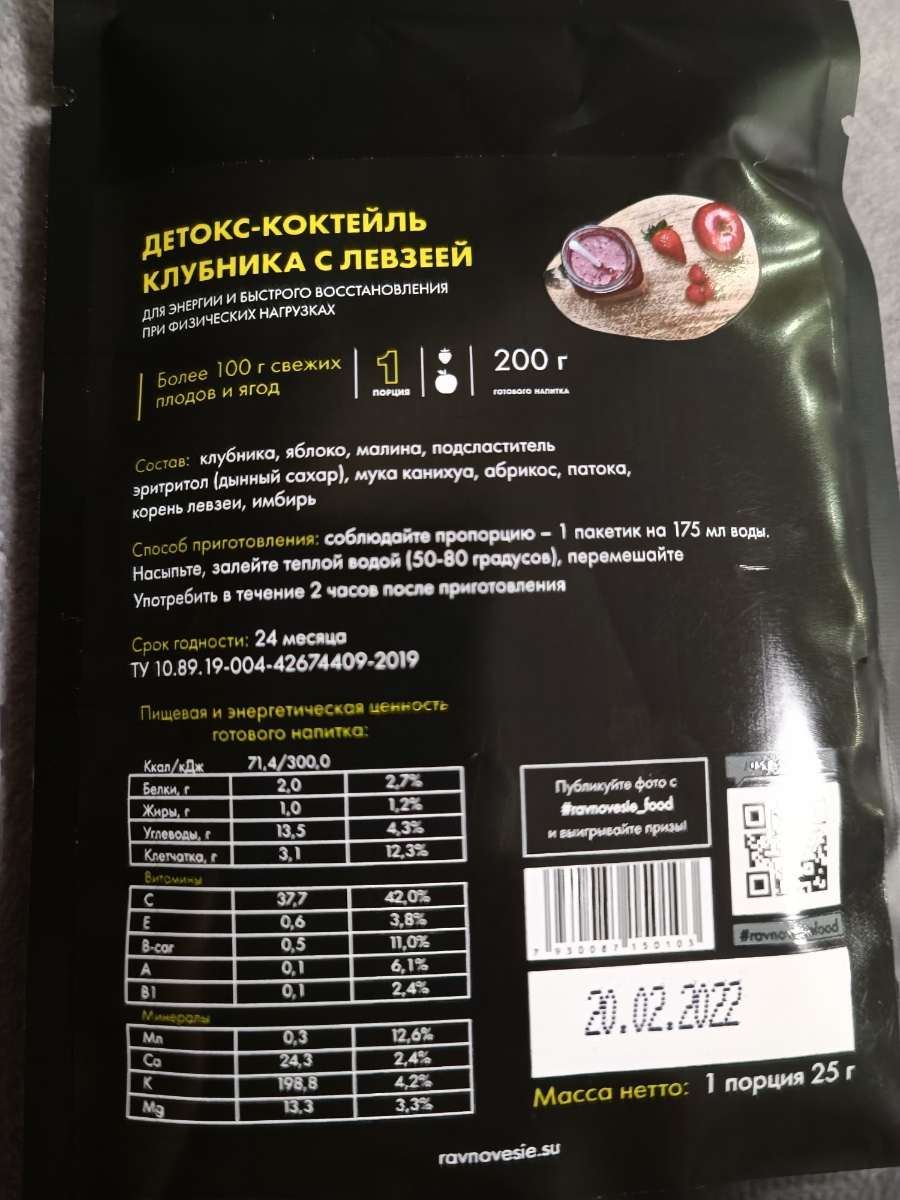 ДЕТОКС-КОКТЕЙЛЬ
КЛУБНИКА С ЛЕВЗЕЕЙ
ДЛЯ ЭНЕРГИИ И БЫСТРОГО ВОССТАНОВЛЕНИЯ
ПРИ ФИЗИЧЕСКИХ НАГРУЗКАХ
Более 100 г свежих
плодов и ягод
1
порция
200 г
готового напитка
Состав: клубника, яблоко, малина, подсластитель
эритритол (дынный сахар), мука канихуа, абрикос, патока,
корень левзеи, имбирь
Способ приготовления: соблюдайте пропорцию – 1 пакетик на 175 мл воды.
Насыпьте, залейте теплой водой (50-80 градусов), перемешайте
Употребить в течение 2 часов после приготовления
Срок годности: 24 месяца
ТУ 10.89.19-004-42674409-2019
Пищевая и энергетическая ценность
готового напитка:
Ккал/кДж 71,4/300,0
Белки, г 2,0 2,7%
Жиры, г 1,0 1,2%
Углеводы, г 13,5 4,3%
Клетчатка, г 3,1 12,3%
Витамины
C 37,7 42,0%
E 0,6 3,8%
B-car 0,5 11,0%
A 0,1 6,1%
B1 0,1 2,4%
Минералы
Mn 0,3 12,6%
Ca 24,3 2,4%
K 198,8 4,2%
Mg 13,3 3,3%
Публикуйте фото с
#ravnovesie_food
и выигрывайте призы!
7 930087 150103
20.02.2022
Масса нетто: 1 порция 25 г
ravnovesie.su